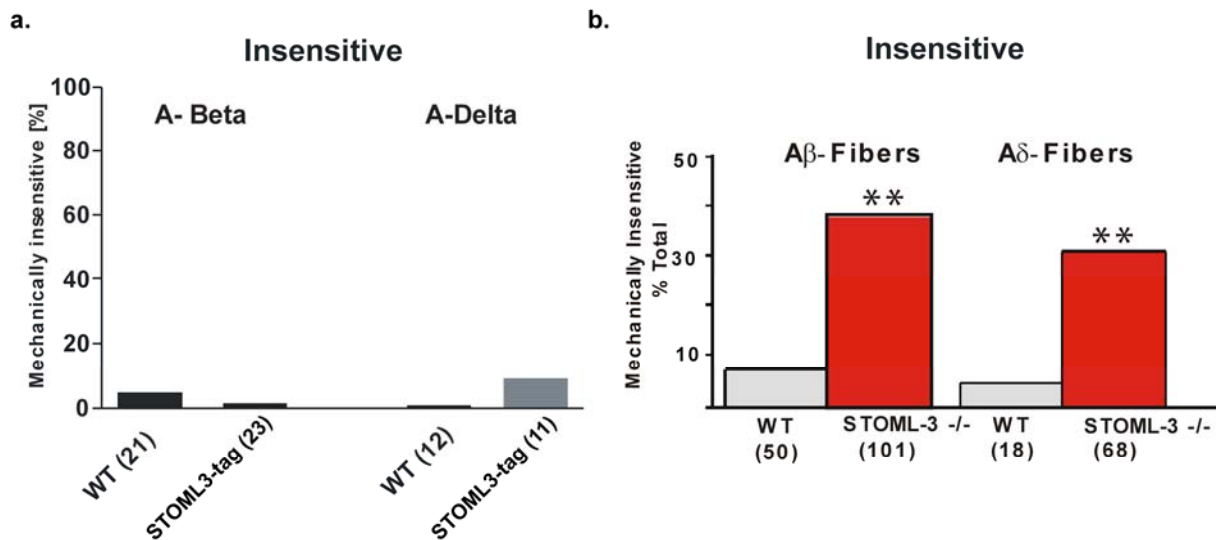 a.
Insensitive
Mechanically insensitive [%]
100
80
60
40
20
0
A- Beta
A-Delta
WT (21)
STOML3-tag (23)
WT (12)
STOML3-tag (11)
b.
Insensitive
Mechanically Insensitive
% Total
50
30
10
Aβ- Fibers
Aδ- Fibers
**
**
WT
(50)
STOML-3 -/-
(101)
WT
(18)
STOML-3 -/-
(68)